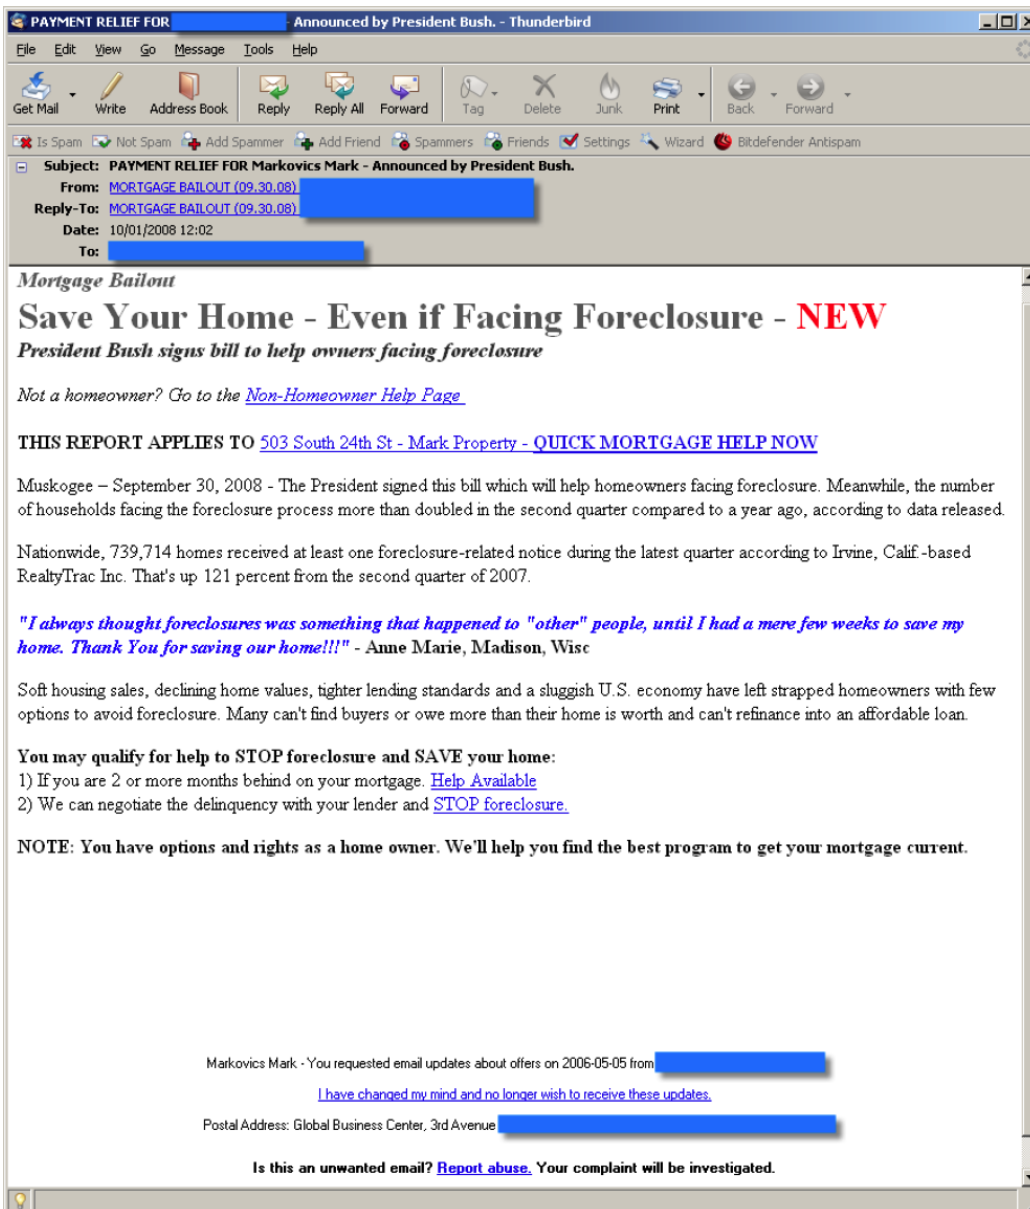 PAYMENT RELIEF FOR - Announced by President Bush. - Thunderbird
File Edit View Go Message Tools Help
Get Mail Write Address Book Reply Reply All Forward Tag Delete Junk Print Back Forward
Is Spam Not Spam Add Spammer Add Friend Spammers Friends Settings Wizard Bitdefender Antispam
Subject: PAYMENT RELIEF FOR Markovics Mark - Announced by President Bush.
From: MORTGAGE BAILOUT (09.30.08)
Reply-To: MORTGAGE BAILOUT (09.30.08)
Date: 10/01/2008 12:02
To:
Mortgage Bailout
Save Your Home - Even if Facing Foreclosure - NEW
President Bush signs bill to help owners facing foreclosure
Not a homeowner? Go to the Non-Homeowner Help Page
THIS REPORT APPLIES TO 503 South 24th St - Mark Property - QUICK MORTGAGE HELP NOW
Muskogee – September 30, 2008 - The President signed this bill which will help homeowners facing foreclosure. Meanwhile, the number
of households facing the foreclosure process more than doubled in the second quarter compared to a year ago, according to data released.
Nationwide, 739,714 homes received at least one foreclosure-related notice during the latest quarter according to Irvine, Calif.-based
RealtyTrac Inc. That's up 121 percent from the second quarter of 2007.
"I always thought foreclosures was something that happened to "other" people, until I had a mere few weeks to save my
home. Thank You for saving our home!!!" - Anne Marie, Madison, Wisc
Soft housing sales, declining home values, tighter lending standards and a sluggish U.S. economy have left strapped homeowners with few
options to avoid foreclosure. Many can't find buyers or owe more than their home is worth and can't refinance into an affordable loan.
You may qualify for help to STOP foreclosure and SAVE your home:
1) If you are 2 or more months behind on your mortgage. Help Available
2) We can negotiate the delinquency with your lender and STOP foreclosure.
NOTE: You have options and rights as a home owner. We'll help you find the best program to get your mortgage current.
Markovics Mark - You requested email updates about offers on 2006-05-05 from
I have changed my mind and no longer wish to receive these updates.
Postal Address: Global Business Center, 3rd Avenue
Is this an unwanted email? Report abuse. Your complaint will be investigated.